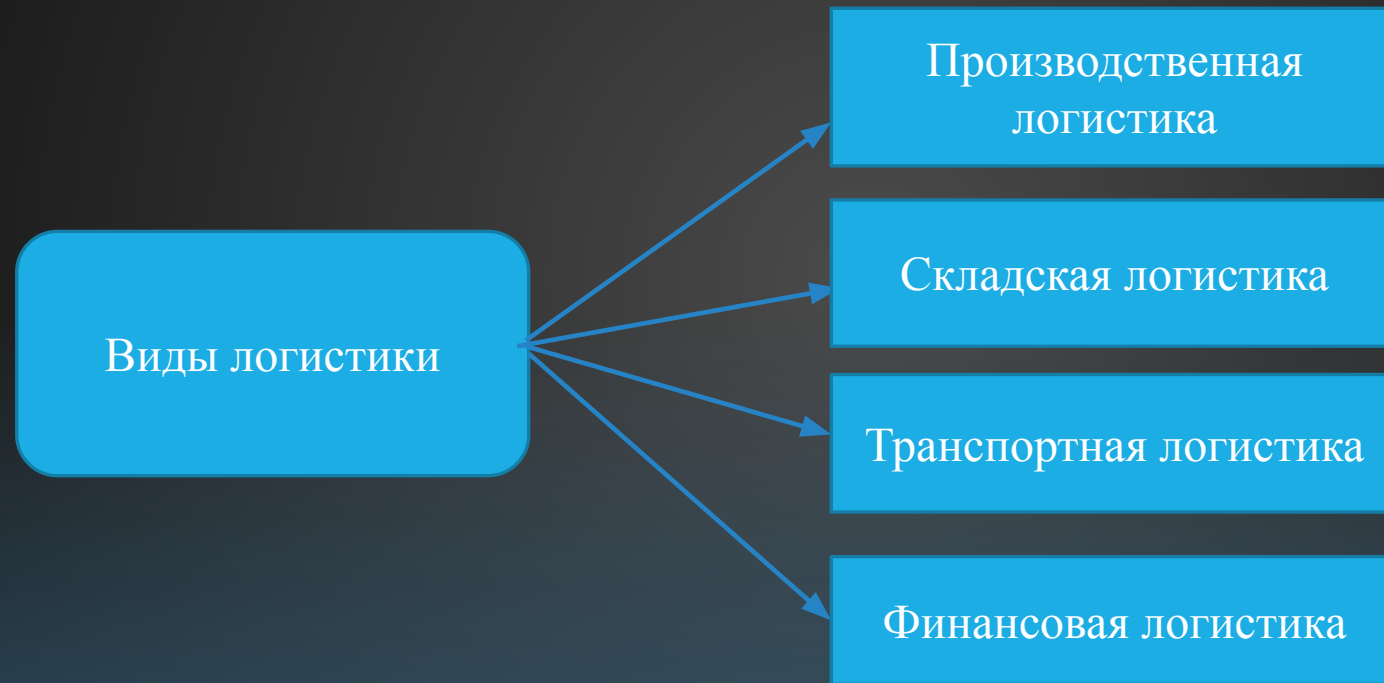 Виды логистики
Производственная
логистика
Складская логистика
Транспортная логистика
Финансовая логистика